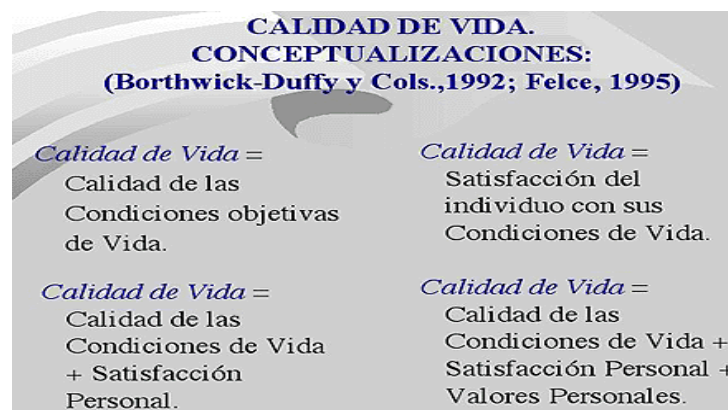 CALIDAD DE VIDA.
CONCEPTUALIZACIONES:
(Borthwick-Duffy y Cols.,1992; Felce, 1995)
Calidad de Vida =
Calidad de las
Condiciones objetivas
de Vida.
Calidad de Vida =
Satisfacción del
individuo con sus
Condiciones de Vida.
Calidad de Vida =
Calidad de las
Condiciones de Vida
+ Satisfacción
Personal.
Calidad de Vida =
Calidad de las
Condiciones de Vida +
Satisfacción Personal +
Valores Personales.